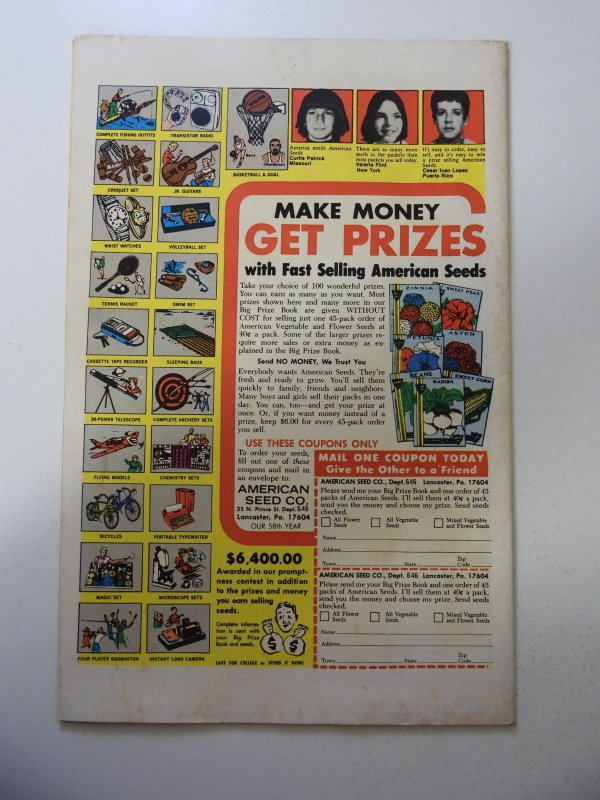 COMPLETE FISHING OUTFITS
TRANSISTOR RADIO
CROQUET SET
JR. GUITARS
WRIST WATCHES
VOLLEYBALL SET
TENNIS RACKET
SWIM SET
CASSETTE TAPE RECORDER
SLEEPING BAGS
30-POWER TELESCOPE
COMPLETE ARCHERY SETS
FLYING MODELS
CHEMISTRY SETS
BICYCLES
PORTABLE TYPEWRITER
MAGIC SET
MICROSCOPE SETS
FOUR PLAYER BADMINTON
INSTANT LOAD CAMERA
BASKETBALL & GOAL
America needs American
Seeds
Curtis Patrick
Missouri
There are so many more
seeds in the packets than
most packets you sell today.
Valerie Flint
New York
It's easy to order, easy to
sell, and it's easy to win
a prize selling American
Seeds.
Cesar Ivan Lopez
Puerto Rico
MAKE MONEY
GET PRIZES
with Fast Selling American Seeds
Take your choice of 100 wonderful prizes.
You can earn as many as you want. Most
prizes shown here and many more in our
Big Prize Book are given WITHOUT
COST for selling just one 45-pack order of
American Vegetable and Flower Seeds at
40¢ a pack. Some of the larger prizes re-
quire more sales or extra money as ex-
plained in the Big Prize Book.
Send NO MONEY, We Trust You
Everybody wants American Seeds. They're
fresh and ready to grow. You'll sell them
quickly to family, friends and neighbors.
Many boys and girls sell their packs in one
day. You can, too—and get your prize at
once. Or, if you want money instead of a
prize, keep $6.00 for every 45-pack order
you sell.
ZINNIA
SWEET PEAS
PETUNIA
ASTER
BEANS
RADISH
SWEET CORN
USE THESE COUPONS ONLY
To order your seeds,
fill out one of these
coupons and mail in
an envelope to:
AMERICAN
SEED CO.
35 N. Prince St. Dept. 646
Lancaster, Pa. 17604
OUR 58th YEAR
$6,400.00
Awarded in our prompt-
ness contest in addition
to the prizes and money
you earn selling
seeds.
Complete informa-
tion is sent with
your Big Prize
Book and seeds.
$ $
SAVE FOR COLLEGE or SPEND IT NOW!
MAIL ONE COUPON TODAY
Give the Other to a Friend
AMERICAN SEED CO., Dept. 646 Lancaster, Pa. 17604
Please send me your Big Prize Book and one order of 45
packs of American Seeds. I'll sell them at 40¢ a pack,
send you the money and choose my prize. Send seeds
checked.
All Flower Seeds
All Vegetable Seeds
Mixed Vegetable and Flower Seeds
Name
Address
Town State Zip Code
AMERICAN SEED CO., Dept. 646 Lancaster, Pa. 17604
Please send me your Big Prize Book and one order of 45
packs of American Seeds. I'll sell them at 40¢ a pack,
send you the money and choose my prize. Send seeds
checked.
All Flower Seeds
All Vegetable Seeds
Mixed Vegetable and Flower Seeds
Name
Address
Town State Zip Code